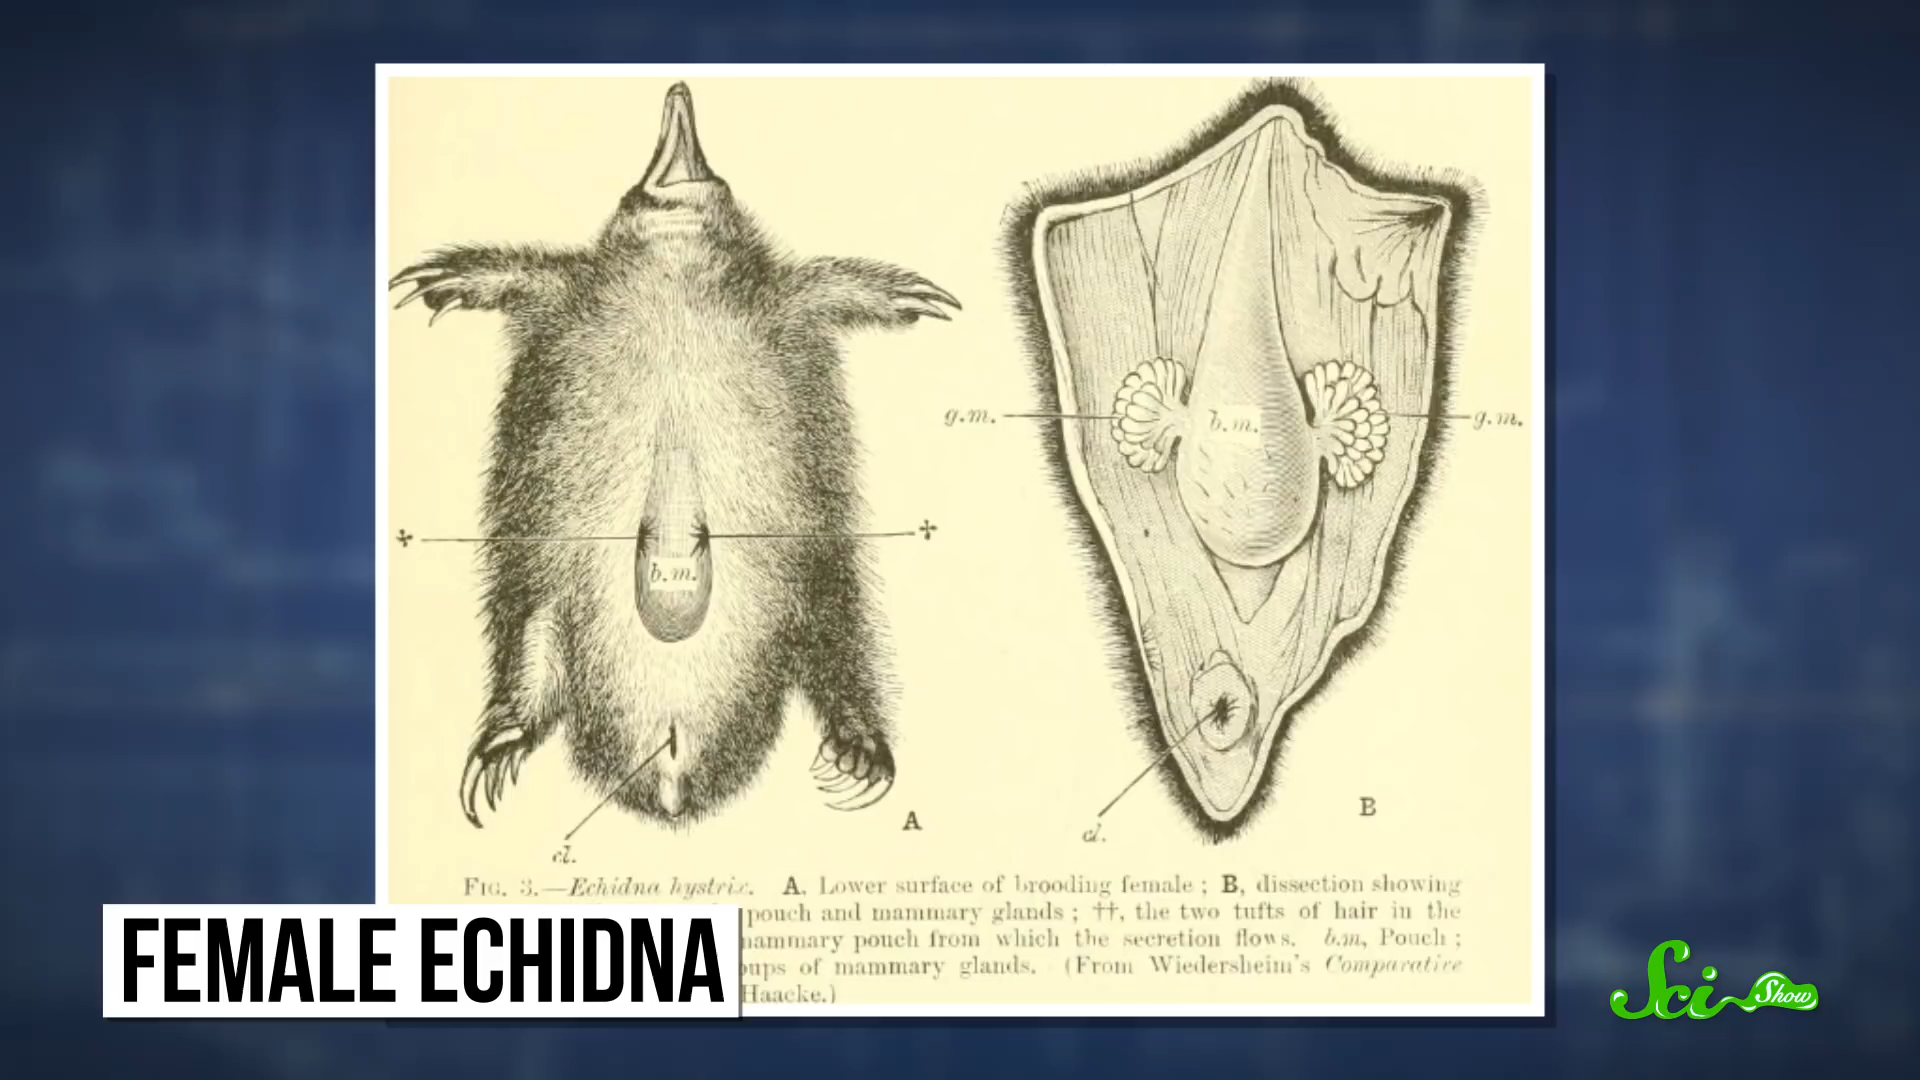 g.m.
b.m.
g.m.
b.m.
A
B
cl.
cl.
FIG. 3.—Echidna hystrix. A, Lower surface of brooding female ; B, dissection showing
pouch and mammary glands ; ††, the two tufts of hair in the
mammary pouch from which the secretion flows. b.m, Pouch ;
of mammary glands. (From Wiedersheim's Comparative
Haacke.)
FEMALE ECHIDNA
Sci Show